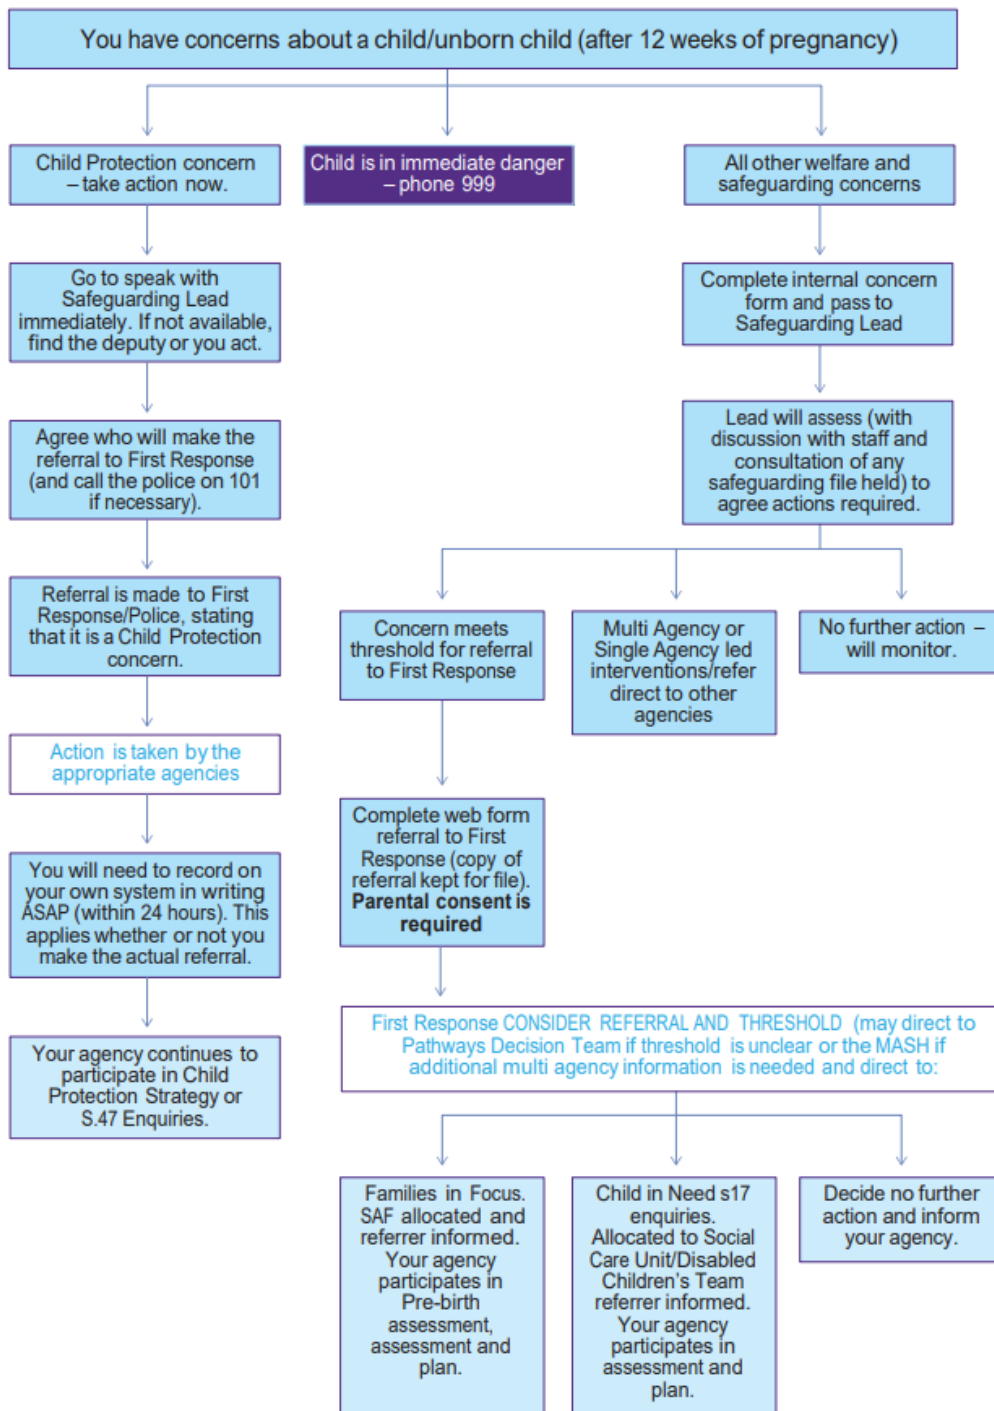 You have concerns about a child/unborn child (after 12 weeks of pregnancy)
Child Protection concern
– take action now.
Child is in immediate danger
– phone 999
All other welfare and
safeguarding concerns
Go to speak with
Safeguarding Lead
immediately. If not available,
find the deputy or you act.
Complete internal concern
form and pass to
Safeguarding Lead
Agree who will make the
referral to First Response
(and call the police on 101
if necessary).
Lead will assess (with
discussion with staff and
consultation of any
safeguarding file held) to
agree actions required.
Referral is made to First
Response/Police, stating
that it is a Child Protection
concern.
Concern meets
threshold for referral
to First Response
Multi Agency or
Single Agency led
interventions/refer
direct to other
agencies
No further action –
will monitor.
Action is taken by the
appropriate agencies
Complete web form
referral to First
Response (copy of
referral kept for file).
Parental consent is
required
You will need to record on
your own system in writing
ASAP (within 24 hours). This
applies whether or not you
make the actual referral.
First Response CONSIDER REFERRAL AND THRESHOLD (may direct to
Pathways Decision Team if threshold is unclear or the MASH if
additional multi agency information is needed and direct to:
Your agency continues to
participate in Child
Protection Strategy or
S.47 Enquiries.
Families in Focus.
SAF allocated and
referrer informed.
Your agency
participates in
Pre-birth
assessment,
assessment and
plan.
Child in Need s17
enquiries.
Allocated to Social
Care Unit/Disabled
Children’s Team
referrer informed.
Your agency
participates in
assessment and
plan.
Decide no further
action and inform
your agency.